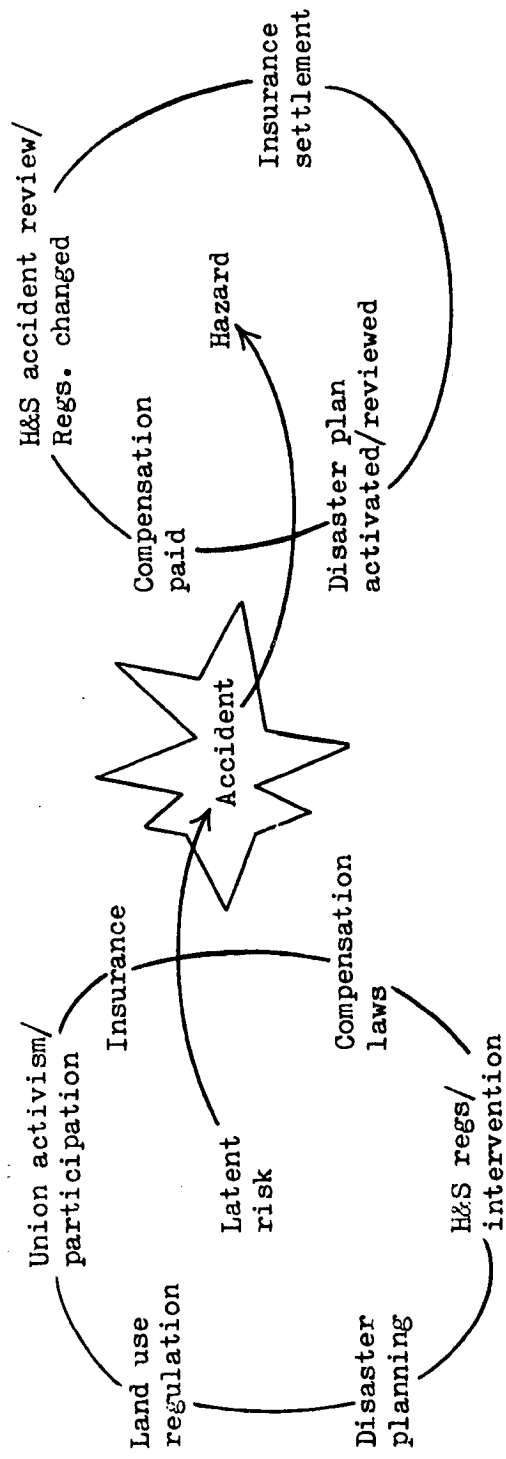 Union activism/
participation
Land use
regulation
Insurance
Latent
risk
Compensation
laws
Disaster
planning
H&S regs/
intervention
Accident
H&S accident review/
Regs. changed
Compensation
paid
Hazard
Insurance
settlement
Disaster plan
activated/reviewed